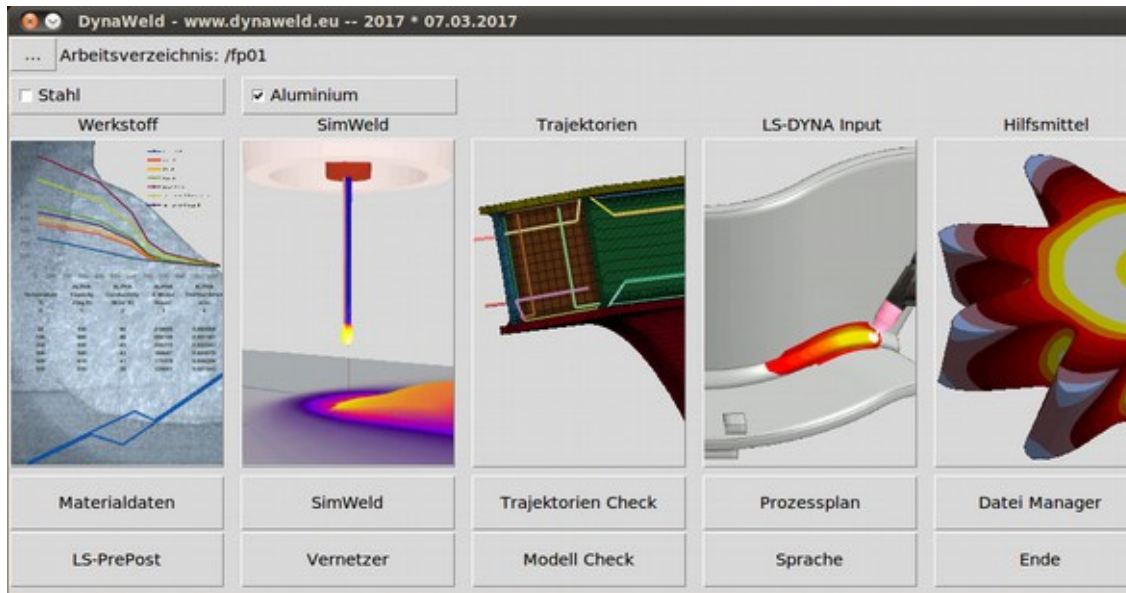 DynaWeld - www.dynaweld.eu -- 2017 * 07.03.2017
... Arbeitsverzeichnis: /fp01
Stahl
Aluminium
Werkstoff
SimWeld
Trajektorien
LS-DYNA Input
Hilfsmittel
Materialdaten
SimWeld
Trajektorien Check
Prozessplan
Datei Manager
LS-PrePost
Vernetzer
Modell Check
Sprache
Ende